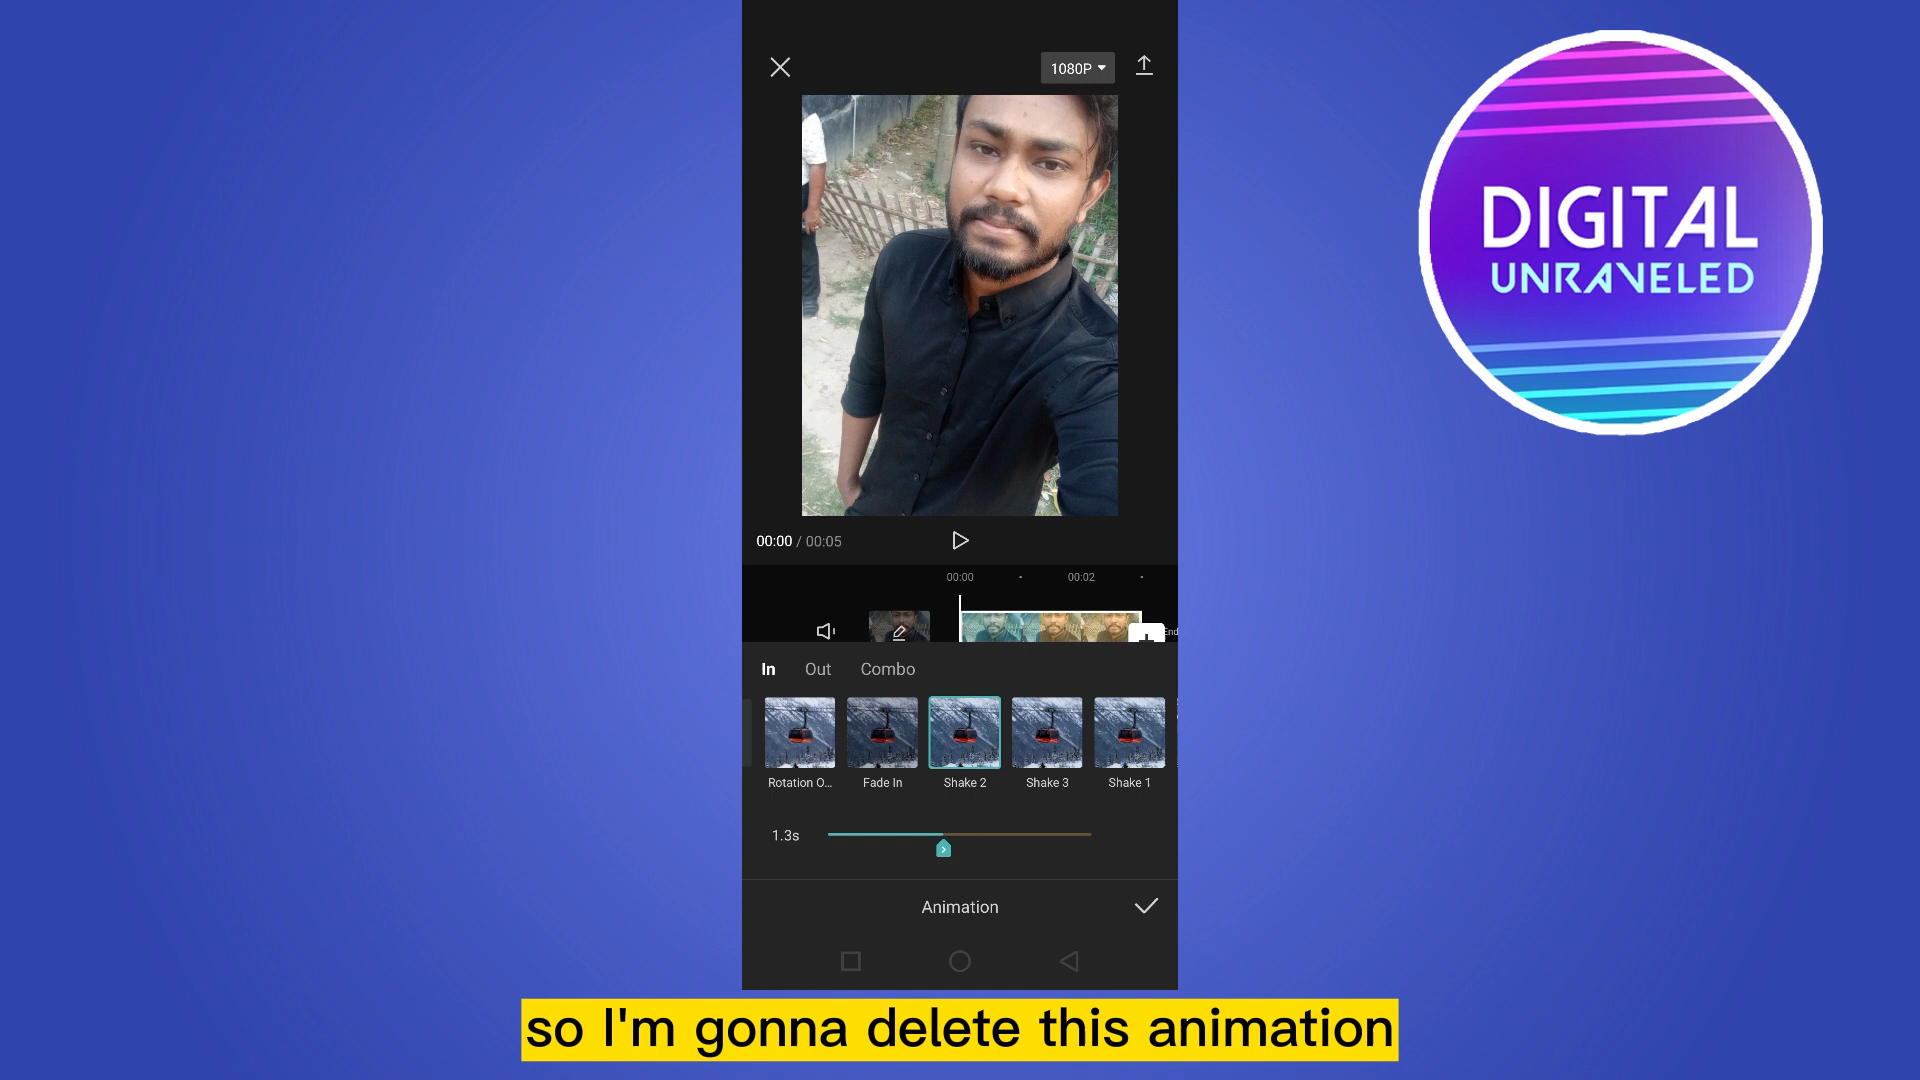 1080P
DIGITAL
UNRAVELED
00:00 / 00:05
00:00
00:02
End
In
Out
Combo
Rotation O...
Fade In
Shake 2
Shake 3
Shake 1
1.3s
Animation
so I'm gonna delete this animation